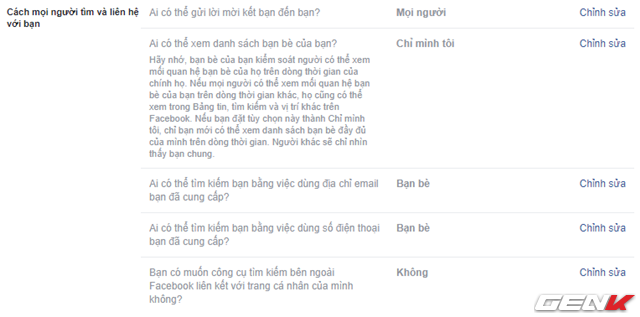 Cách mọi người tìm và liên hệ
với bạn
Ai có thể gửi lời mời kết bạn đến bạn?
Mọi người
Chỉnh sửa
Ai có thể xem danh sách bạn bè của bạn?
Chỉ mình tôi
Chỉnh sửa
Hãy nhớ, bạn bè của bạn kiểm soát người có thể xem
mối quan hệ bạn bè của họ trên dòng thời gian của
chính họ. Nếu mọi người có thể xem mối quan hệ bạn
bè của bạn trên dòng thời gian khác, họ cũng có thể
xem trong Bảng tin, tìm kiếm và vị trí khác trên
Facebook. Nếu bạn đặt tùy chọn này thành Chỉ mình
tôi, chỉ bạn mới có thể xem danh sách bạn bè đầy đủ
của mình trên dòng thời gian. Người khác sẽ chỉ nhìn
thấy bạn chung.
Ai có thể tìm kiếm bạn bằng việc dùng địa chỉ email
bạn đã cung cấp?
Bạn bè
Chỉnh sửa
Ai có thể tìm kiếm bạn bằng việc dùng số điện thoại
bạn đã cung cấp?
Bạn bè
Chỉnh sửa
Bạn có muốn công cụ tìm kiếm bên ngoài
Facebook liên kết với trang cá nhân của mình
không?
Không
Chỉnh sửa
GENK